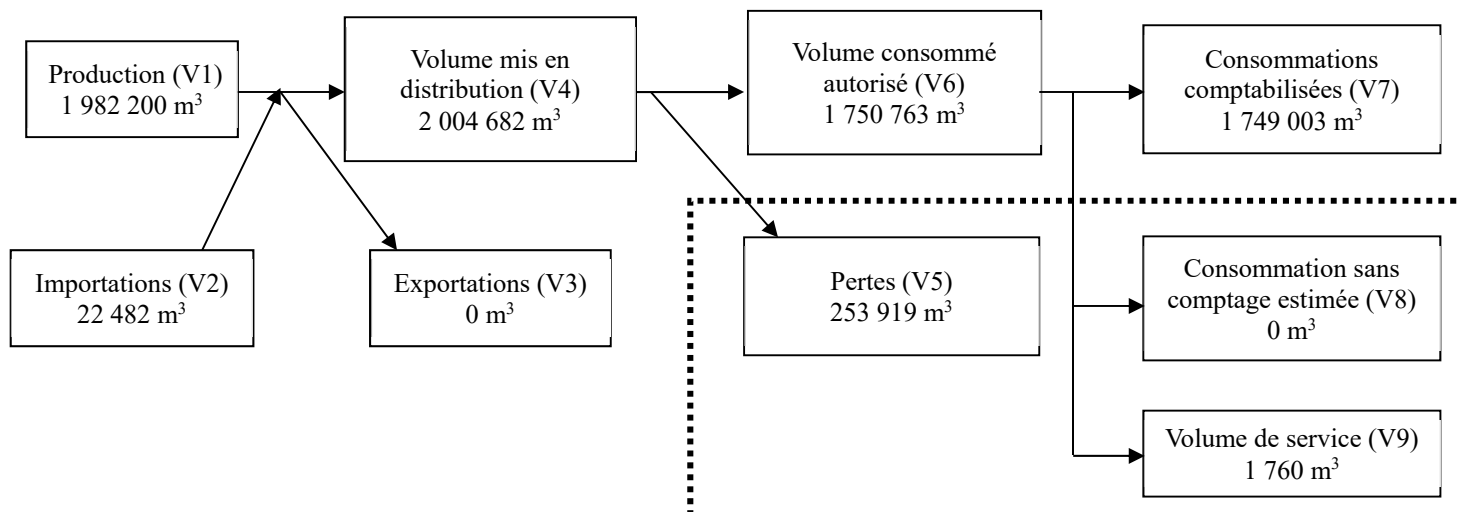 Production (V1)
1 982 200 m³
Volume mis en
distribution (V4)
2 004 682 m³
Volume consommé
autorisé (V6)
1 750 763 m³
Consommations
comptabilisées (V7)
1 749 003 m³
Importations (V2)
22 482 m³
Exportations (V3)
0 m³
Pertes (V5)
253 919 m³
Consommation sans
comptage estimée (V8)
0 m³
Volume de service (V9)
1 760 m³